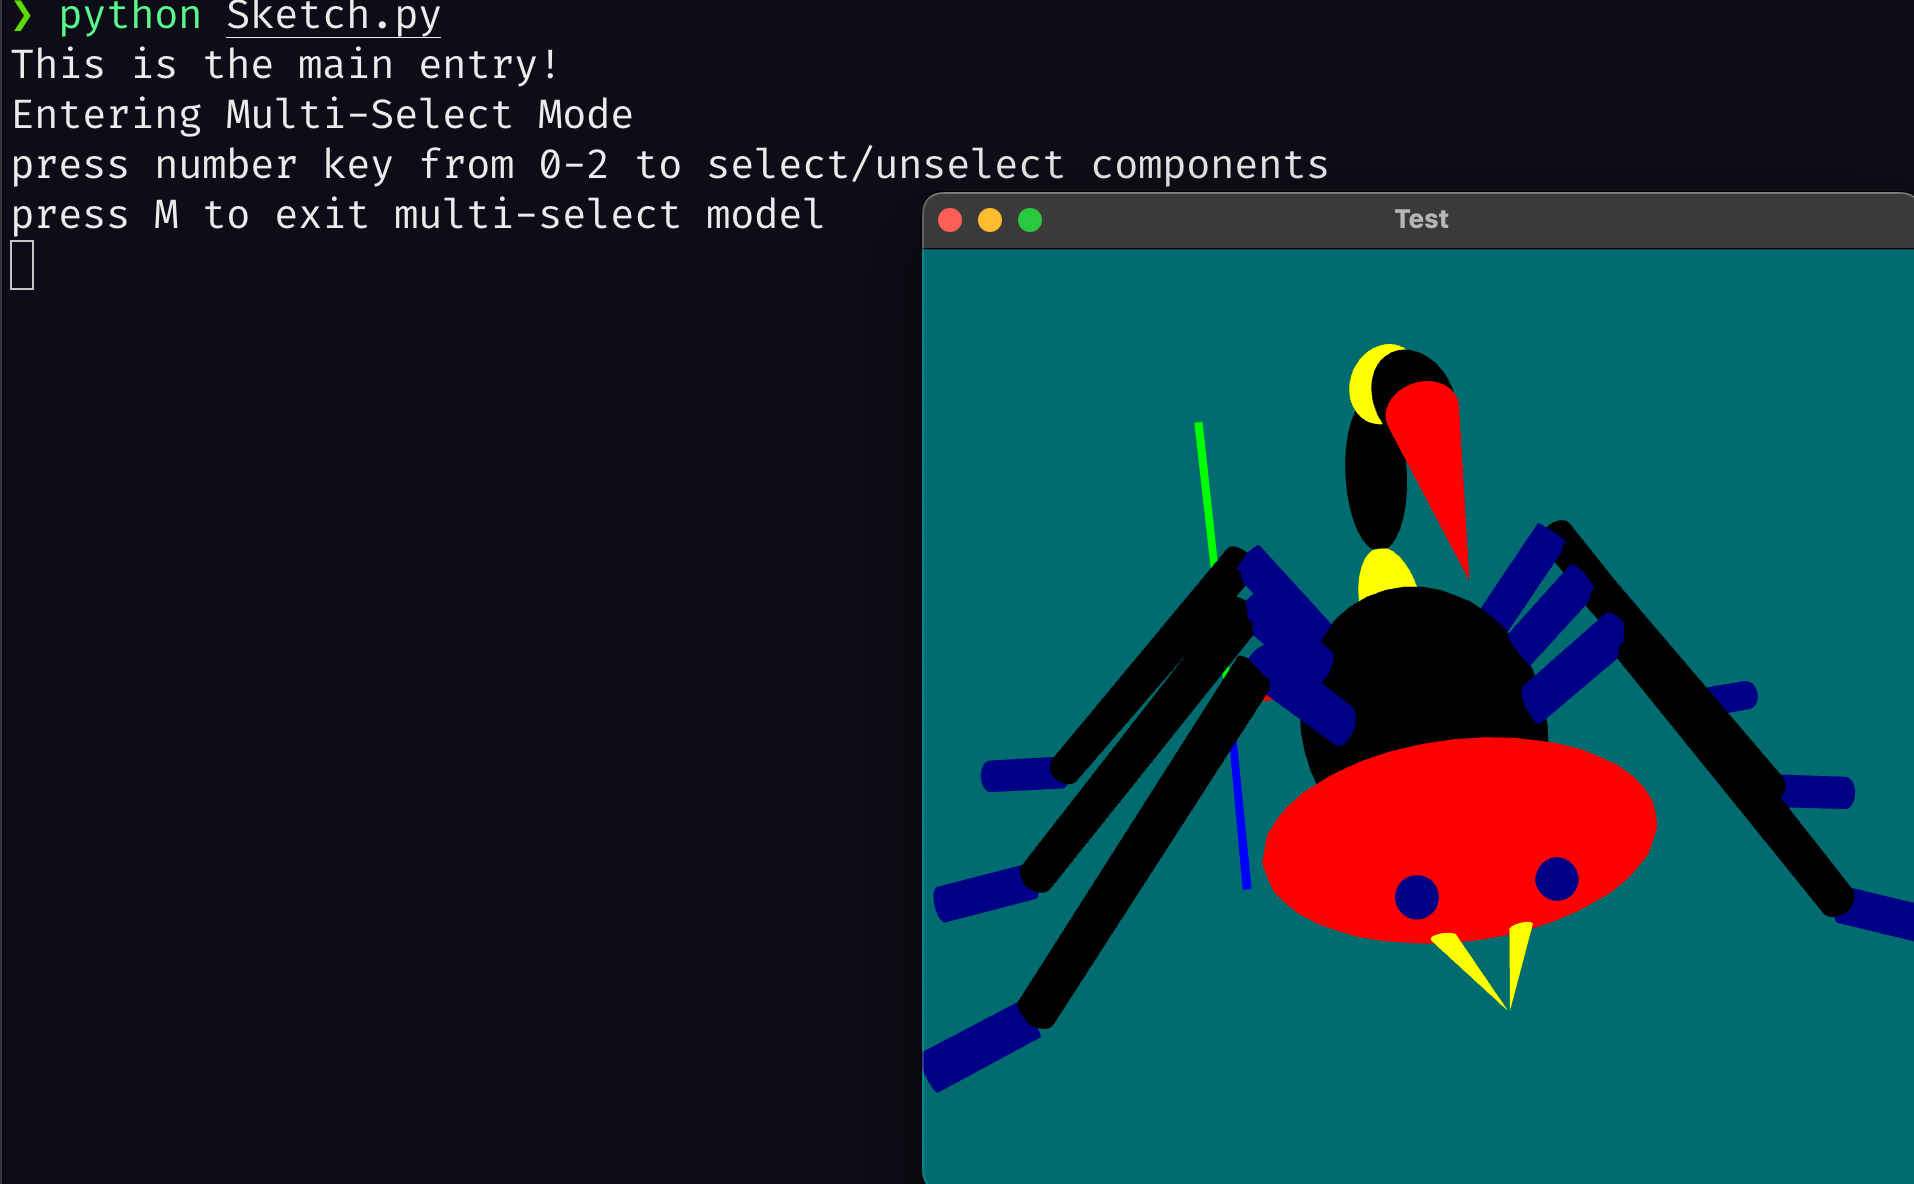 ❯ python Sketch.py
This is the main entry!
Entering Multi-Select Mode
press number key from 0-2 to select/unselect components
press M to exit multi-select model
Test